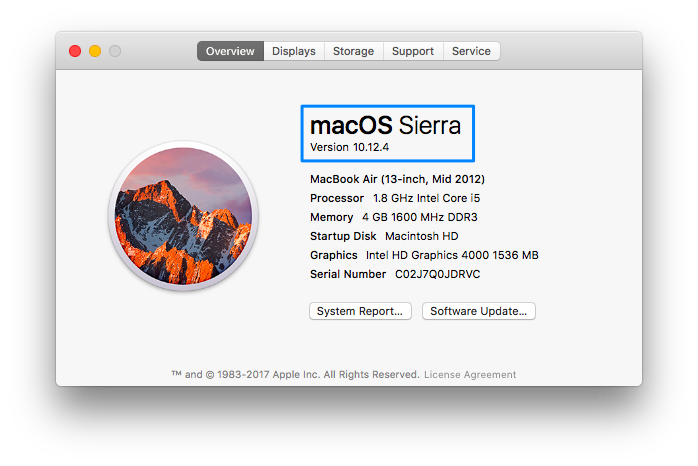 Overview Displays Storage Support Service
macOS Sierra
Version 10.12.4
MacBook Air (13-inch, Mid 2012)
Processor 1.8 GHz Intel Core i5
Memory 4 GB 1600 MHz DDR3
Startup Disk Macintosh HD
Graphics Intel HD Graphics 4000 1536 MB
Serial Number C02J7Q0JDRVC
System Report... Software Update...
™ and © 1983-2017 Apple Inc. All Rights Reserved. License Agreement